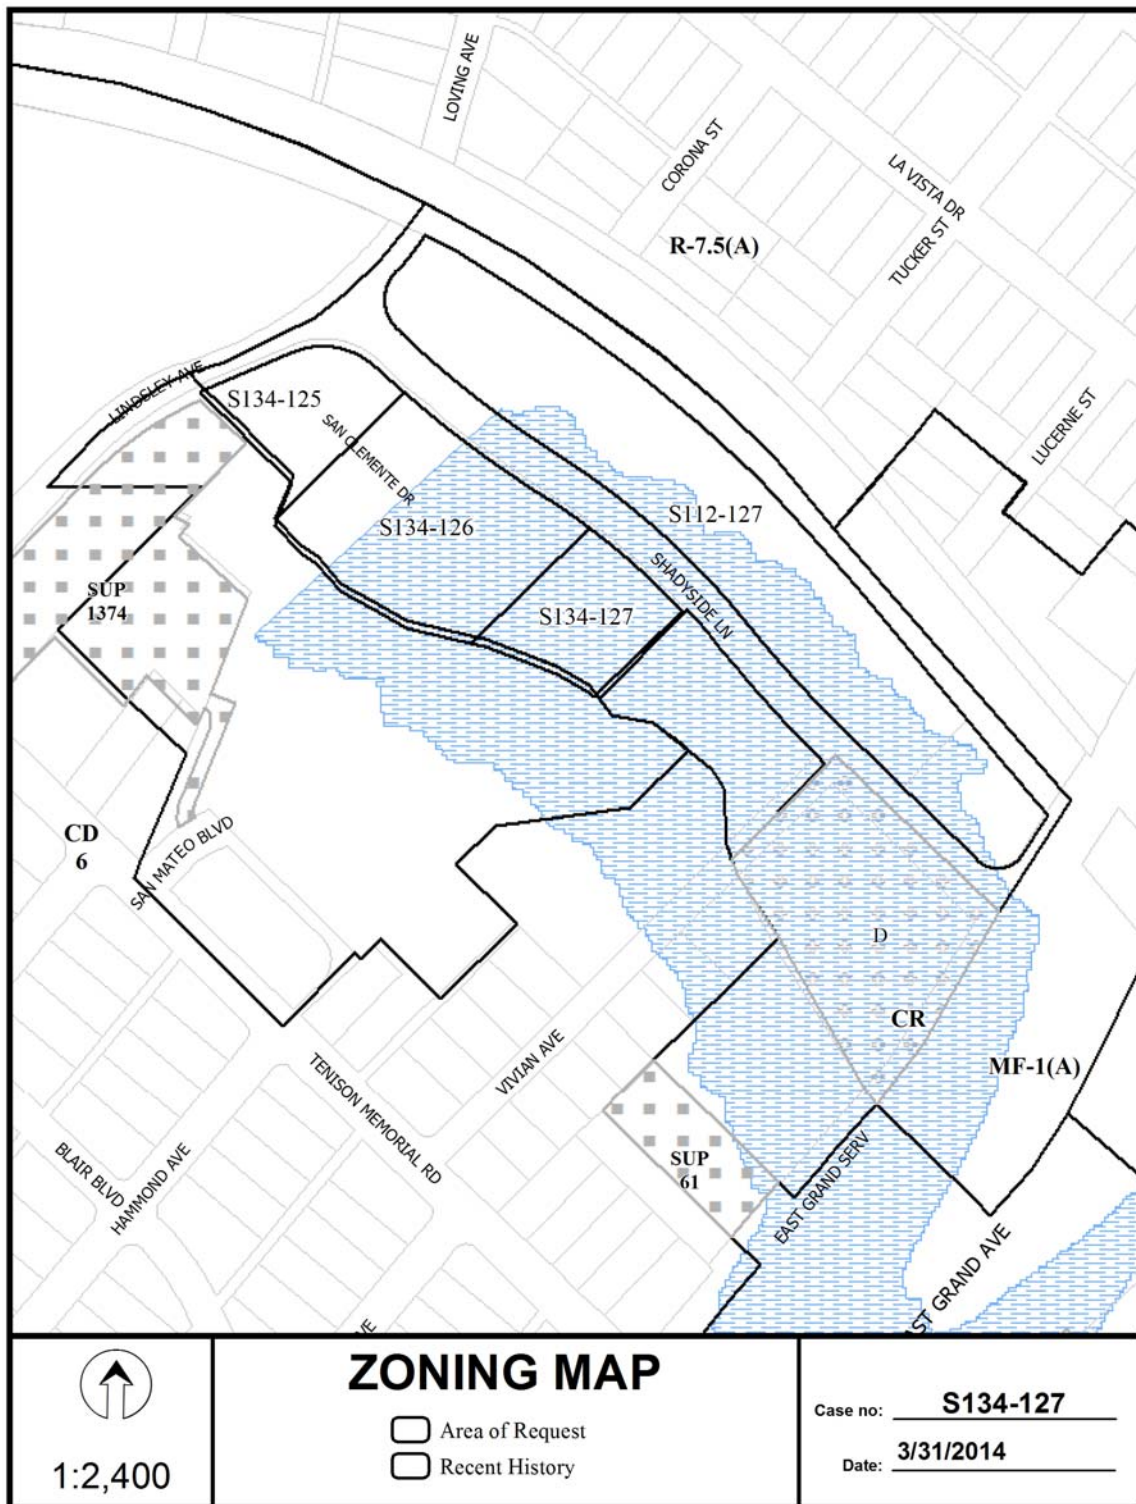 LOVING AVE
CORONA ST
LA VISTA DR
TUCKER ST
R-7.5(A)
LUCERNE ST
LINDSLEY AVE
S134-125
SAN CLEMENTE DR
S134-126
S112-127
SHADYSIDE LN
S134-127
SUP
1374
CD
6
SAN MATEO BLVD
D
CR
MF-1(A)
VIVIAN AVE
TENISON MEMORIAL RD
BLAIR BLVD
HAMMOND AVE
SUP
61
EAST GRAND SERV
AST GRAND AVE
VE
1:2,400
ZONING MAP
Area of Request
Recent History
Case no: S134-127
Date: 3/31/2014